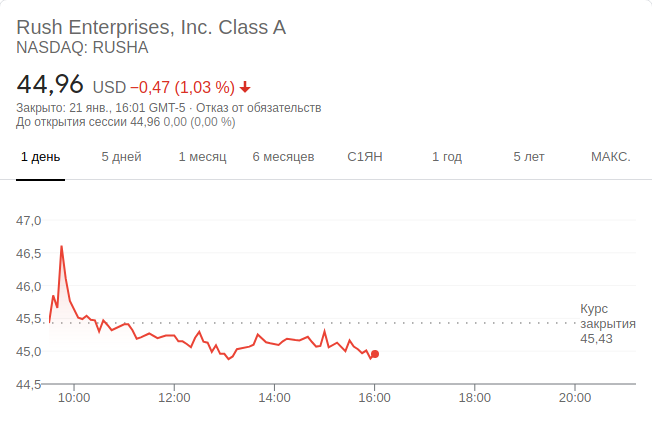 Rush Enterprises, Inc. Class A
NASDAQ: RUSHA
44,96 USD −0,47 (1,03 %)
Закрыто: 21 янв., 16:01 GMT-5 · Отказ от обязательств
До открытия сессии 44,96 0,00 (0,00 %)
1 день 5 дней 1 месяц 6 месяцев С1ЯН 1 год 5 лет МАКС.
47,0
46,5
46,0
45,5
45,0
44,5
Курс
закрытия
45,43
10:00 12:00 14:00 16:00 18:00 20:00